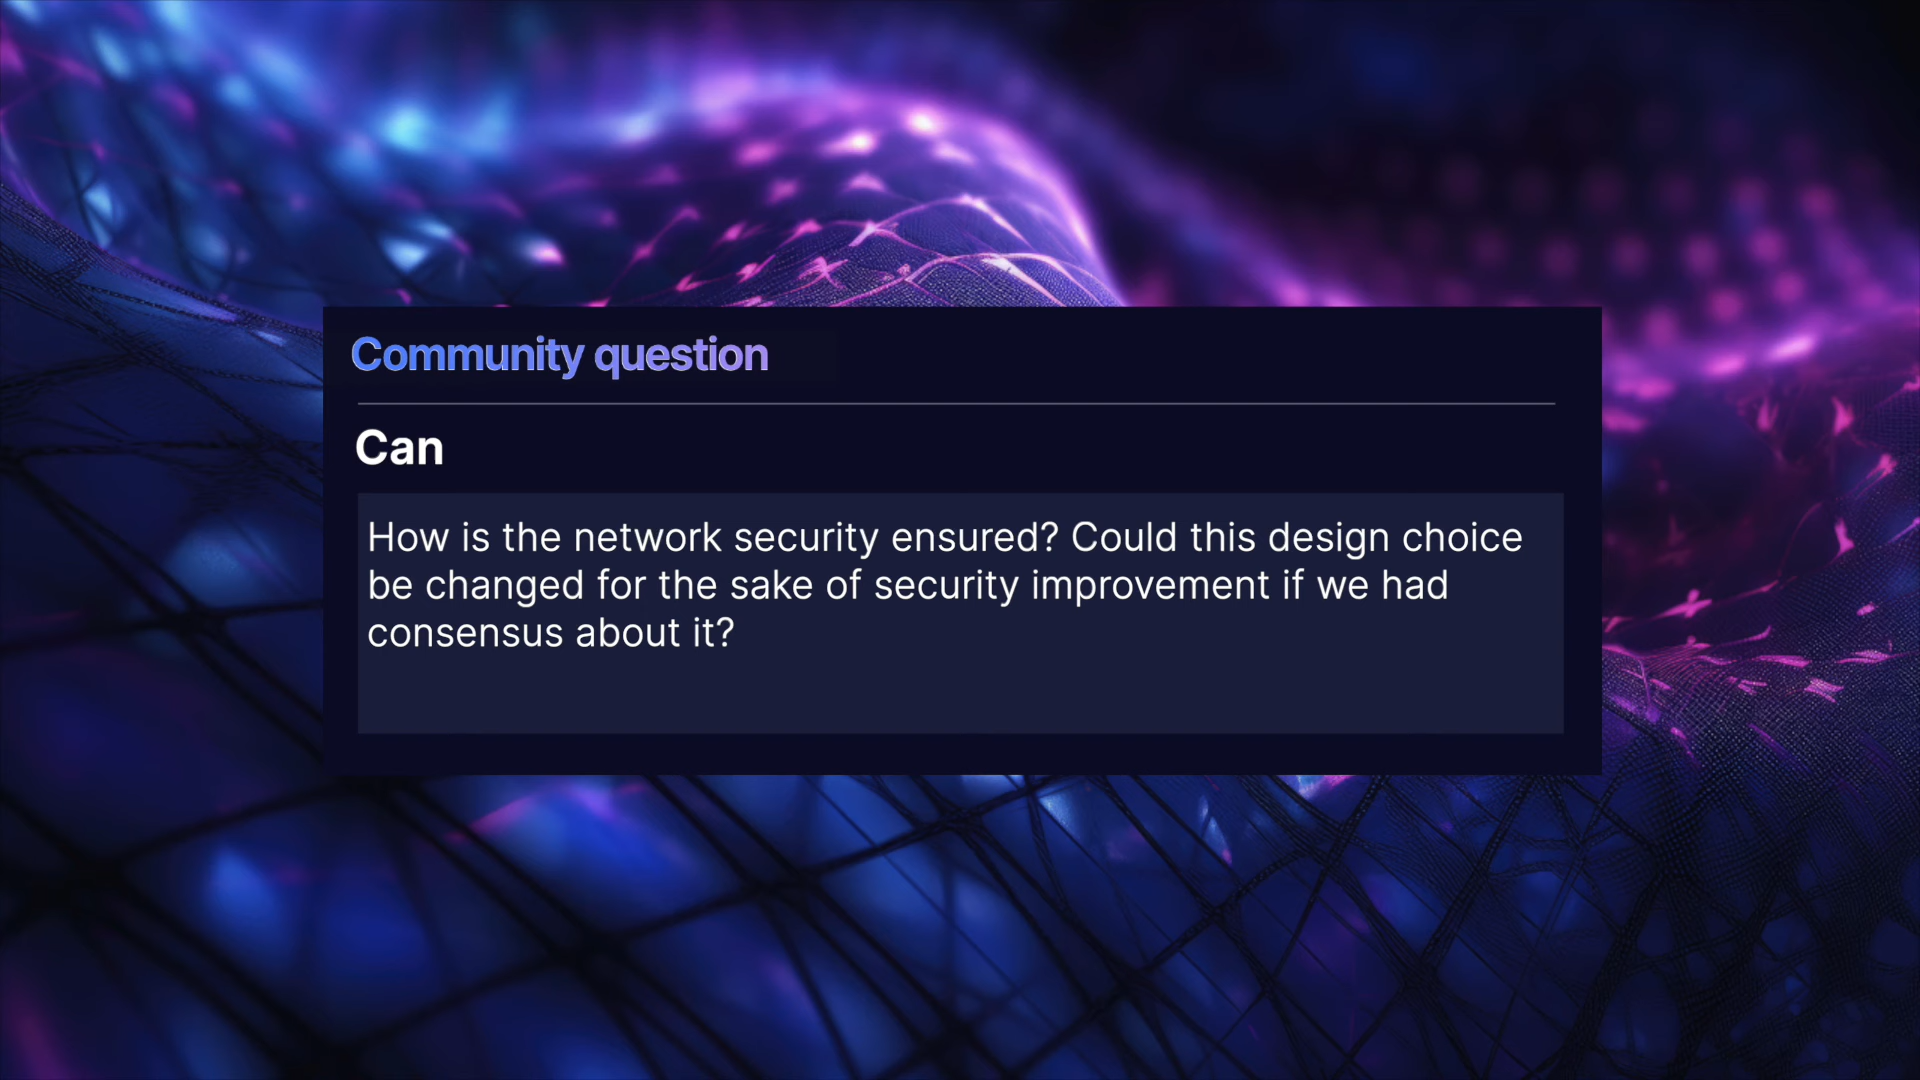 Community question
Can
How is the network security ensured? Could this design choice
be changed for the sake of security improvement if we had
consensus about it?